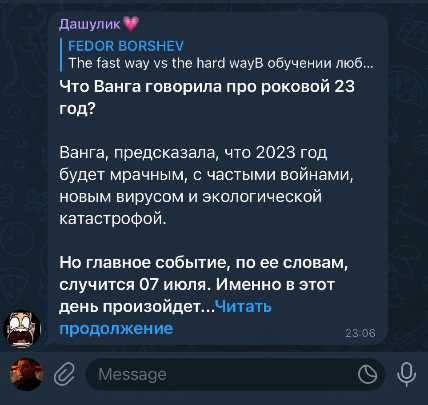 Дашулик💗
FEDOR BORSHEV
The fast way vs the hard wayВ обучении люб...
Что Ванга говорила про роковой 23
год?
Ванга, предсказала, что 2023 год
будет мрачным, с частыми войнами,
новым вирусом и экологической
катастрофой.
Но главное событие, по ее словам,
случится 07 июля. Именно в этот
день произойдет...Читать
продолжение
23:06
Message